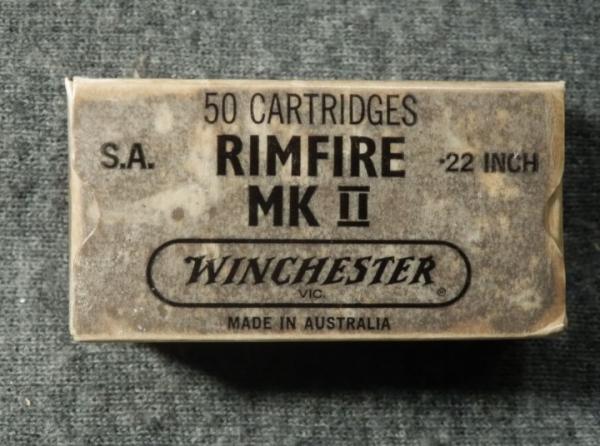 50 CARTRIDGES
S.A. RIMFIRE ·22 INCH
MK II
WINCHESTER
VIC. ®
MADE IN AUSTRALIA